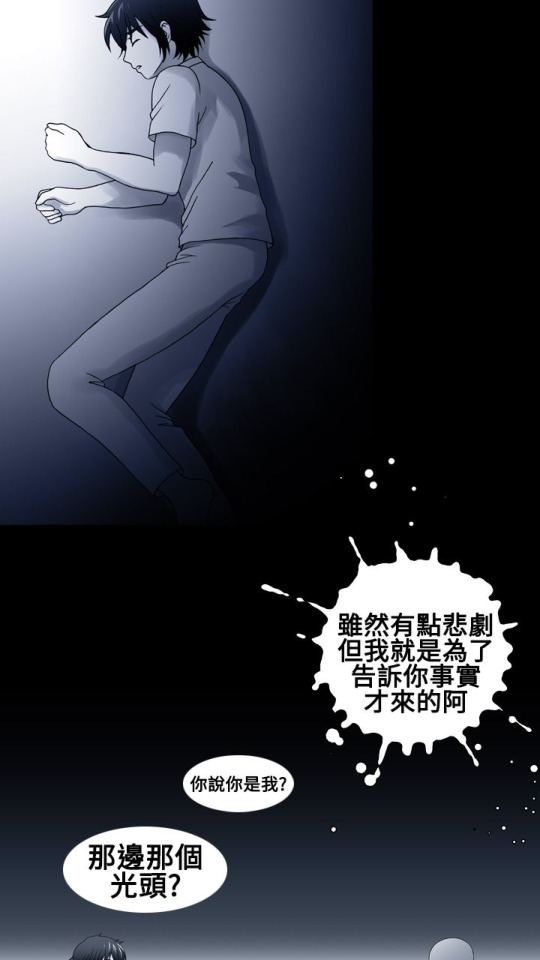 雖然有點悲劇
但我就是為了
告訴你事實
才來的阿
你說你是我?
那邊那個
光頭?